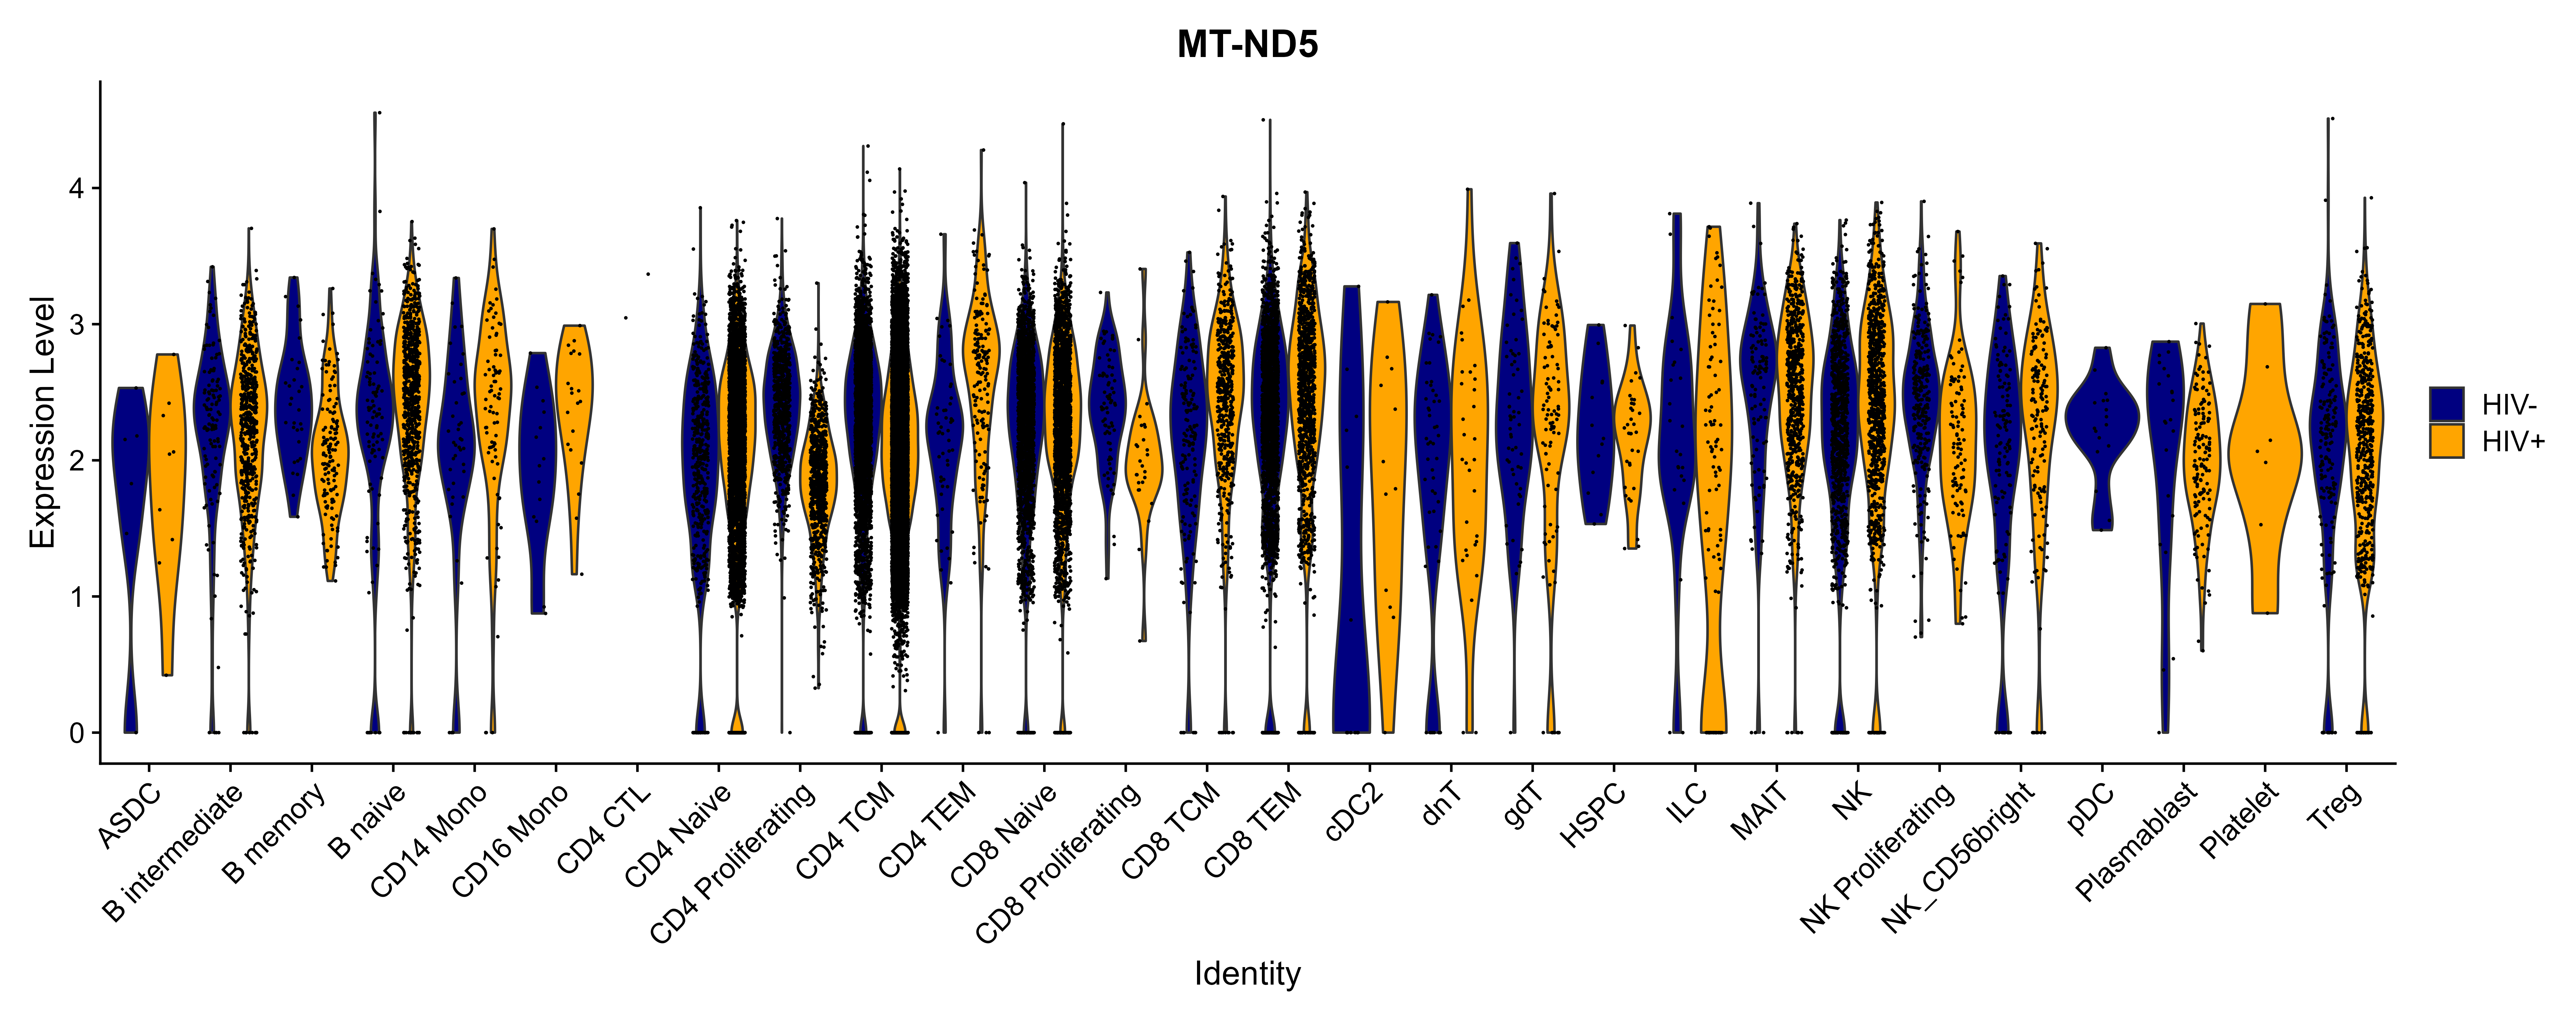 MT-ND5
Expression Level
4
3
2
1
0
ASDC
B intermediate
B memory
B naive
CD14 Mono
CD16 Mono
CD4 CTL
CD4 Naive
CD4 Proliferating
CD4 TCM
CD4 TEM
CD8 Naive
CD8 Proliferating
CD8 TCM
CD8 TEM
cDC2
dnT
gdT
HSPC
ILC
MAIT
NK
NK Proliferating
NK_CD56bright
pDC
Plasmablast
Platelet
Treg
Identity
HIV-
HIV+